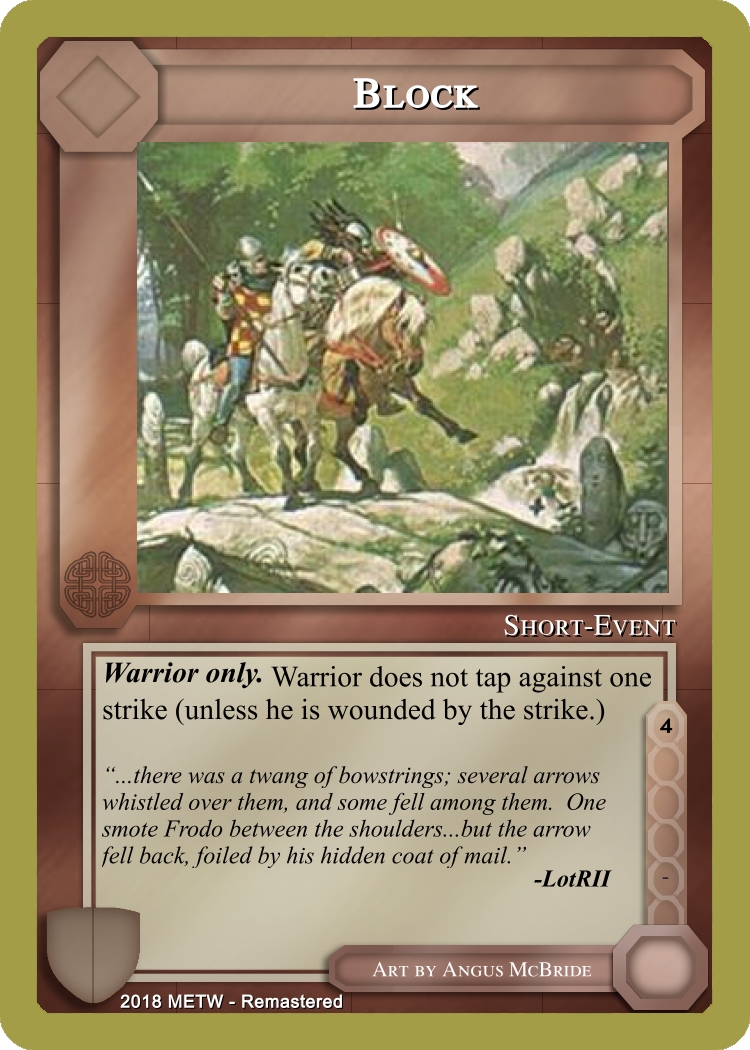 Block
Short-Event
Warrior only. Warrior does not tap against one
strike (unless he is wounded by the strike.)
4
“...there was a twang of bowstrings; several arrows
whistled over them, and some fell among them.  One
smote Frodo between the shoulders...but the arrow
fell back, foiled by his hidden coat of mail.”
-LotRII
-
Art by Angus McBride
2018 METW - Remastered